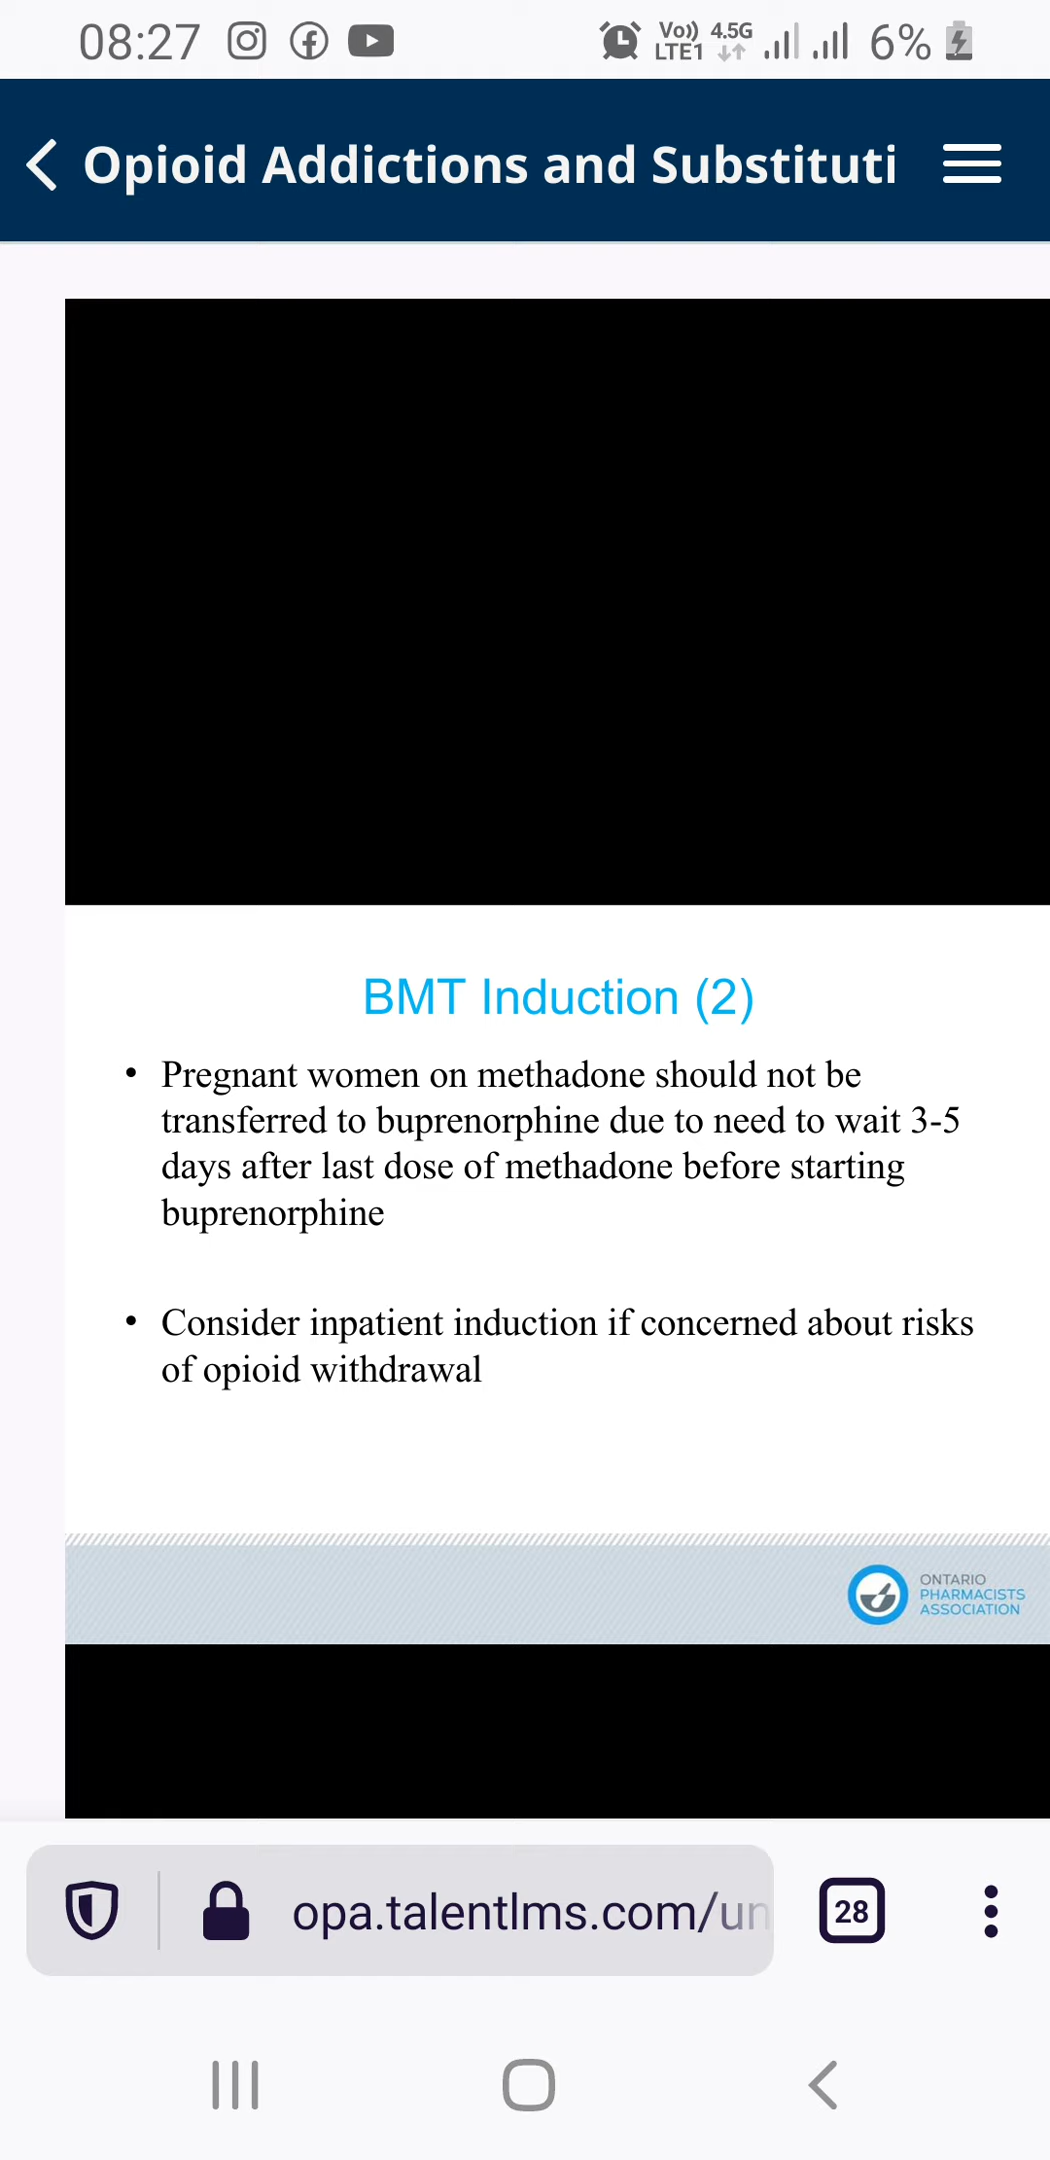 08:27
Vo)) 4.5G
LTE1
6%
Opioid Addictions and Substituti
BMT Induction (2)
• Pregnant women on methadone should not be
transferred to buprenorphine due to need to wait 3-5
days after last dose of methadone before starting
buprenorphine
• Consider inpatient induction if concerned about risks
of opioid withdrawal
ONTARIO
PHARMACISTS
ASSOCIATION
opa.talentlms.com/un
28